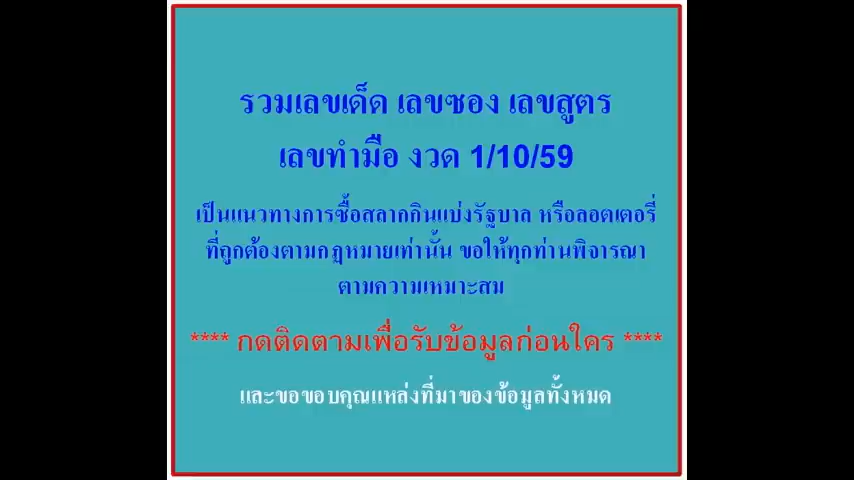 รวมเลขเด็ด เลขซอง เลขสูตร
เลขทำมือ งวด 1/10/59
เป็นแนวทางการซื้อสลากกินแบ่งรัฐบาล หรือลอตเตอรี่
ที่ถูกต้องตามกฎหมายเท่านั้น ขอให้ทุกท่านพิจารณา
ตามความเหมาะสม
**** กดติดตามเพื่อรับข้อมูลก่อนใคร ****
และขอขอบคุณแหล่งที่มาของข้อมูลทั้งหมด